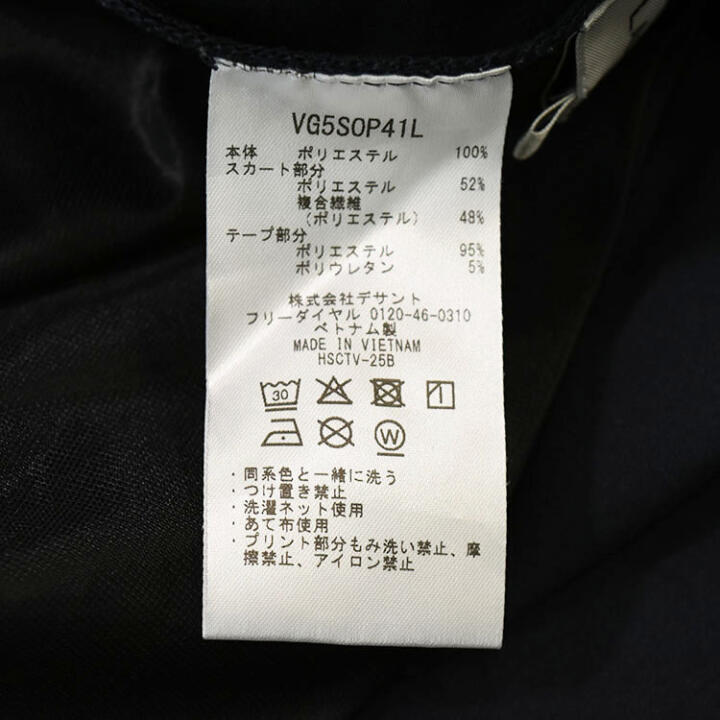 VG5SOP41L
本体 ポリエステル 100%
スカート部分
ポリエステル 52%
複合繊維
(ポリエステル) 48%
テープ部分
ポリエステル 95%
ポリウレタン 5%
株式会社デサント
フリーダイヤル 0120-46-0310
ベトナム製
MADE IN VIETNAM
HSCTV-25B
30
W
・同系色と一緒に洗う
・つけ置き禁止
・洗濯ネット使用
・あて布使用
・プリント部分もみ洗い禁止、摩
擦禁止、アイロン禁止